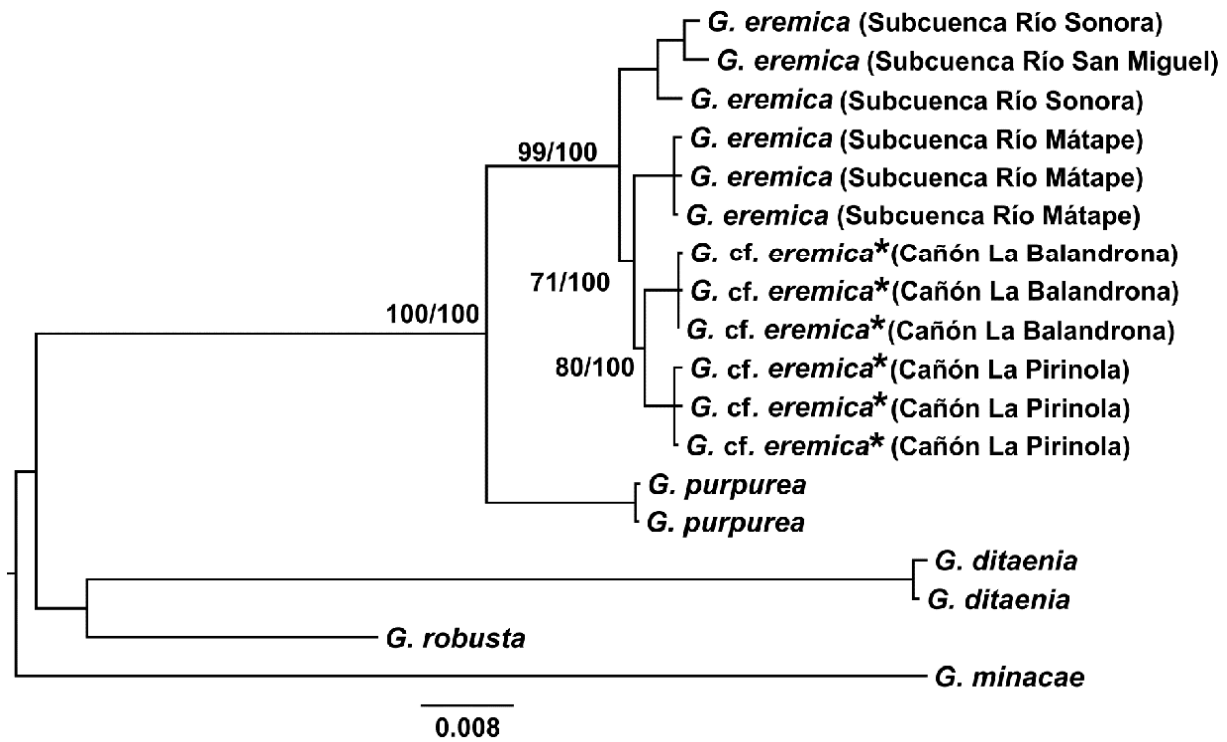 G. eremica (Subcuenca Río Sonora)
G. eremica (Subcuenca Río San Miguel)
G. eremica (Subcuenca Río Sonora)
G. eremica (Subcuenca Río Mátape)
99/100
G. eremica (Subcuenca Río Mátape)
G. eremica (Subcuenca Río Mátape)
G. cf. eremica* (Cañón La Balandrona)
71/100
G. cf. eremica* (Cañón La Balandrona)
100/100
G. cf. eremica* (Cañón La Balandrona)
80/100
G. cf. eremica* (Cañón La Pirinola)
G. cf. eremica* (Cañón La Pirinola)
G. cf. eremica* (Cañón La Pirinola)
G. purpurea
G. purpurea
G. ditaenia
G. ditaenia
G. robusta
G. minacae
0.008